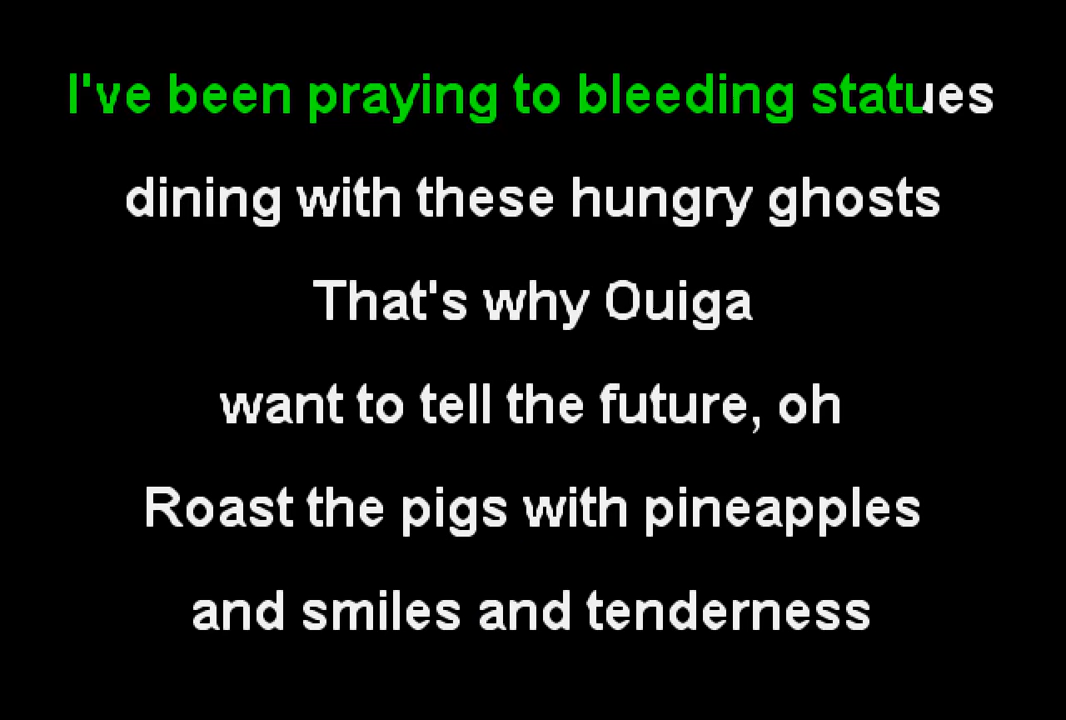 I've been praying to bleeding statues
dining with these hungry ghosts
That's why Ouiga
want to tell the future, oh
Roast the pigs with pineapples
and smiles and tenderness